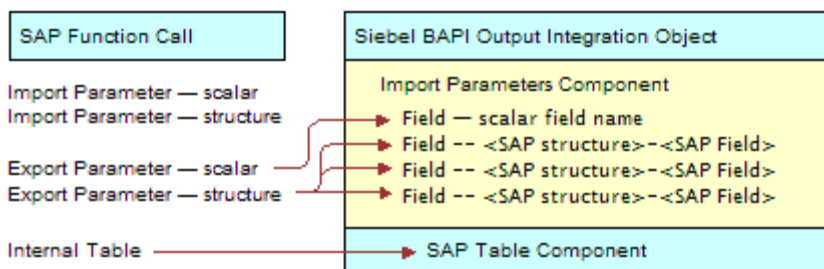 SAP Function Call
Siebel BAPI Output Integration Object
Import Parameters Component
Import Parameter — scalar
Import Parameter — structure
Field — scalar field name
Field -- <SAP structure>-<SAP Field>
Export Parameter — scalar
Field -- <SAP structure>-<SAP Field>
Export Parameter — structure
Field -- <SAP structure>-<SAP Field>
Internal Table
SAP Table Component